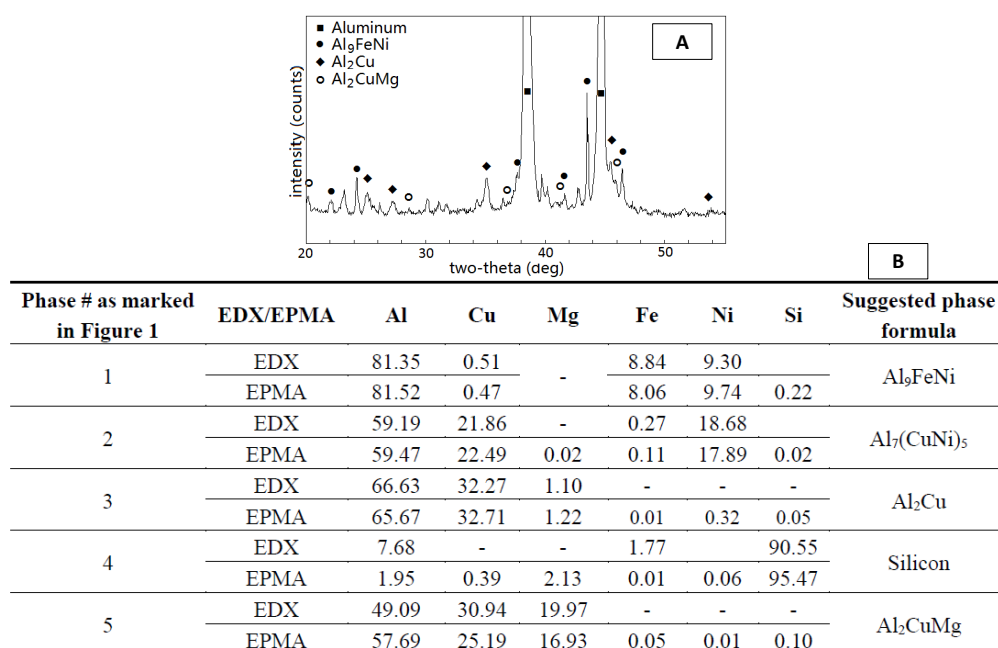 ■ Aluminum
● Al₉FeNi
◆ Al₂Cu
○ Al₂CuMg
A
intensity (counts)
20 30 40 50
two-theta (deg)
B
Phase # as marked in Figure 1 EDX/EPMA Al Cu Mg Fe Ni Si Suggested phase formula
1 EDX 81.35 0.51 - 8.84 9.30 Al₉FeNi
EPMA 81.52 0.47 8.06 9.74 0.22
2 EDX 59.19 21.86 - 0.27 18.68 Al₇(CuNi)₅
EPMA 59.47 22.49 0.02 0.11 17.89 0.02
3 EDX 66.63 32.27 1.10 - - - Al₂Cu
EPMA 65.67 32.71 1.22 0.01 0.32 0.05
4 EDX 7.68 - - 1.77 90.55 Silicon
EPMA 1.95 0.39 2.13 0.01 0.06 95.47
5 EDX 49.09 30.94 19.97 - - - Al₂CuMg
EPMA 57.69 25.19 16.93 0.05 0.01 0.10